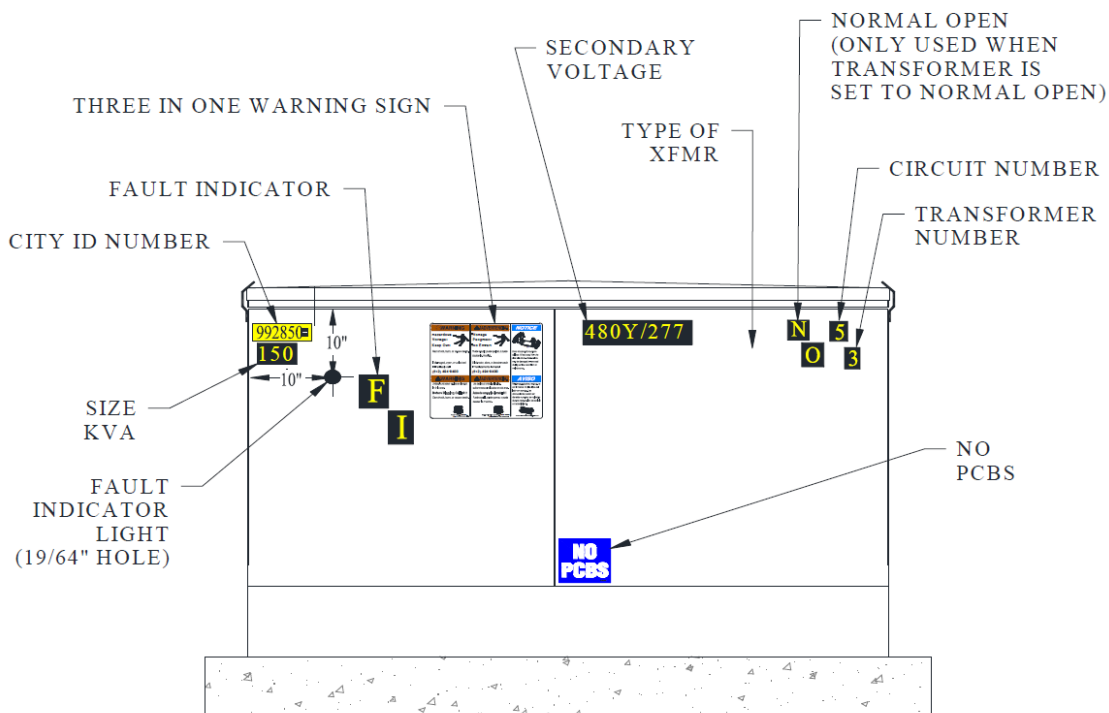 NORMAL OPEN
(ONLY USED WHEN
TRANSFORMER IS
SET TO NORMAL OPEN)
SECONDARY
VOLTAGE
THREE IN ONE WARNING SIGN
TYPE OF
XFMR
CIRCUIT NUMBER
FAULT INDICATOR
TRANSFORMER
NUMBER
CITY ID NUMBER
992850
150
10"
10"
F
I
WARNING
NOTICE
480Y/277
N
O
5
3
SIZE
KVA
FAULT
INDICATOR
LIGHT
(19/64" HOLE)
NO
PCBS
NO
PCBS